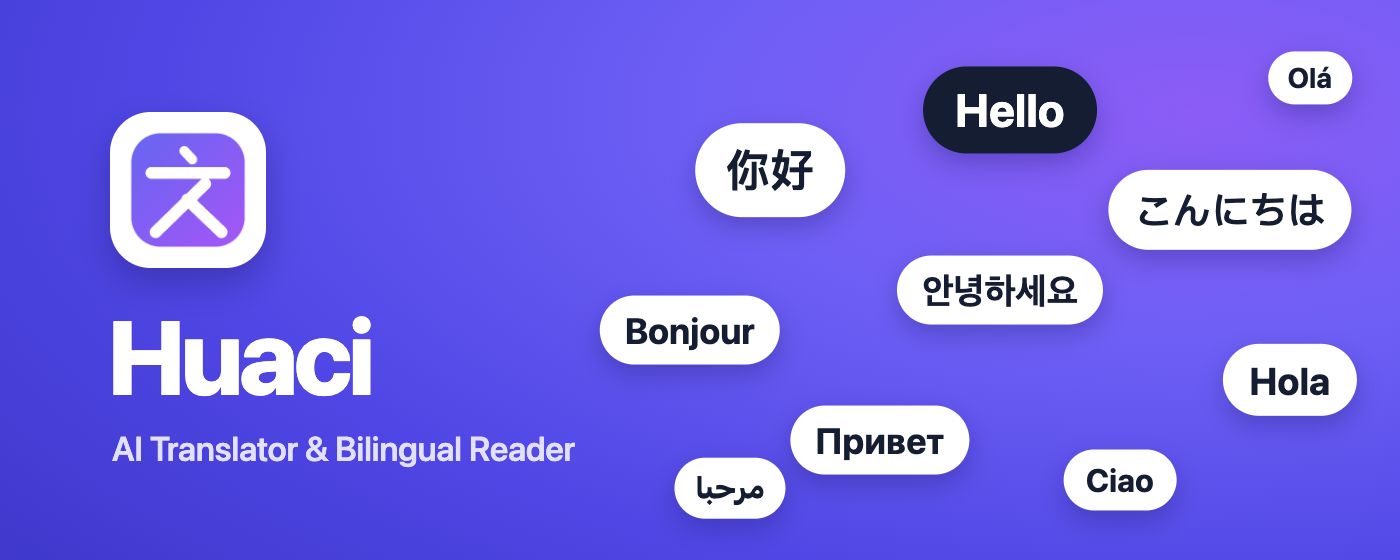 文
Huaci
AI Translator & Bilingual Reader
Hello
Olá
你好
こんにちは
안녕하세요
Bonjour
Hola
Привет
مرحبا
Ciao